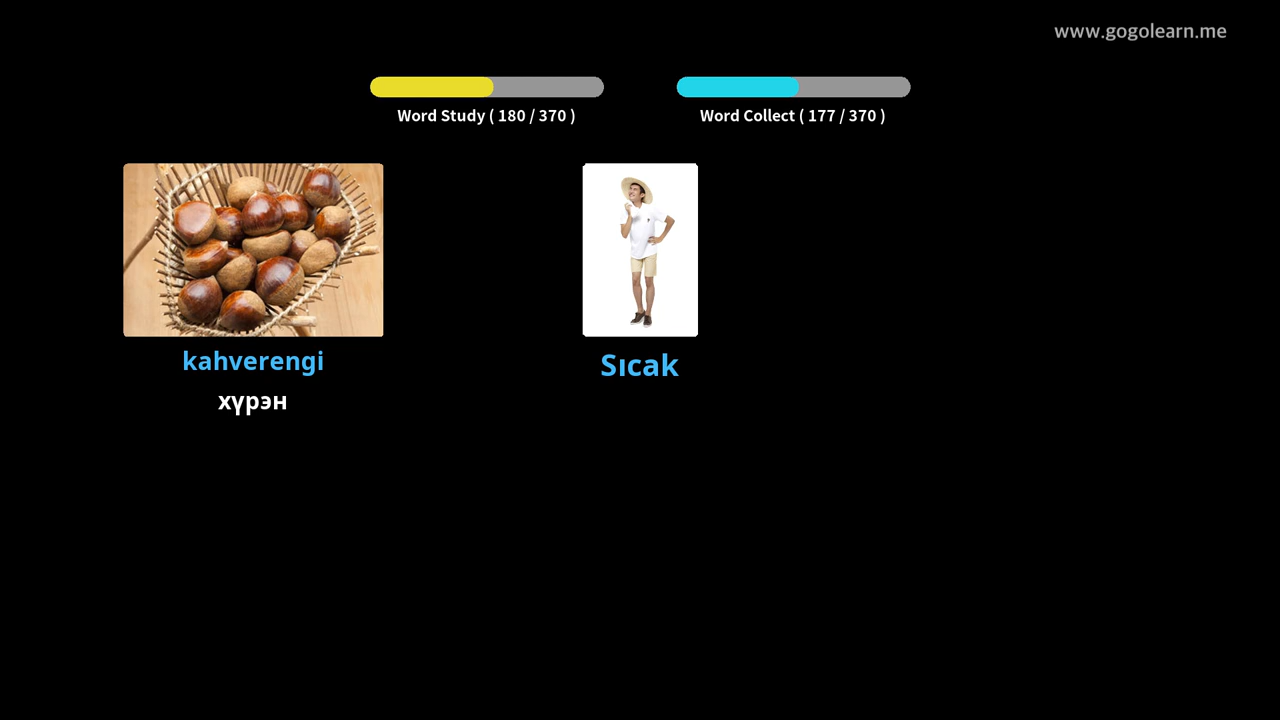 www.gogolearn.me
Word Study ( 180 / 370 )
Word Collect ( 177 / 370 )
kahverengi
хүрэн
Sıcak